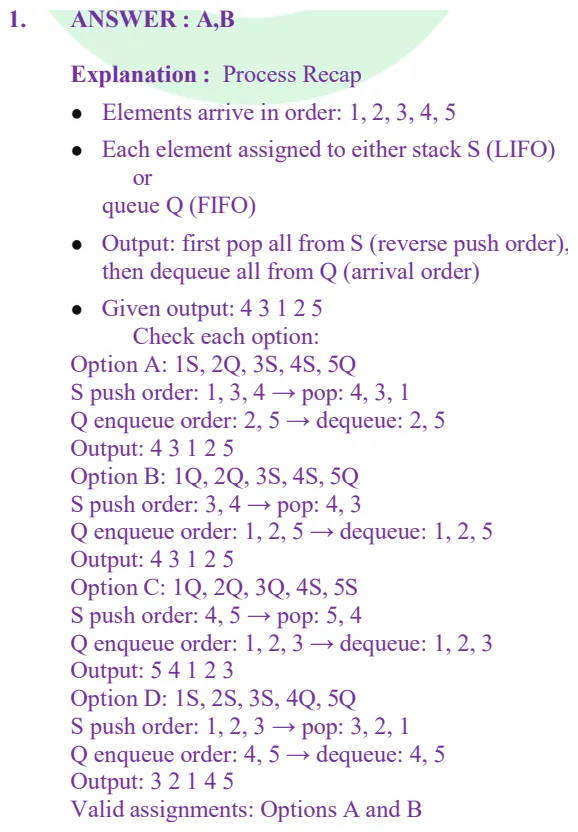 1. ANSWER : A,B
Explanation : Process Recap
● Elements arrive in order: 1, 2, 3, 4, 5
● Each element assigned to either stack S (LIFO)
or
queue Q (FIFO)
● Output: first pop all from S (reverse push order),
then dequeue all from Q (arrival order)
● Given output: 4 3 1 2 5
Check each option:
Option A: 1S, 2Q, 3S, 4S, 5Q
S push order: 1, 3, 4 → pop: 4, 3, 1
Q enqueue order: 2, 5 → dequeue: 2, 5
Output: 4 3 1 2 5
Option B: 1Q, 2Q, 3S, 4S, 5Q
S push order: 3, 4 → pop: 4, 3
Q enqueue order: 1, 2, 5 → dequeue: 1, 2, 5
Output: 4 3 1 2 5
Option C: 1Q, 2Q, 3Q, 4S, 5S
S push order: 4, 5 → pop: 5, 4
Q enqueue order: 1, 2, 3 → dequeue: 1, 2, 3
Output: 5 4 1 2 3
Option D: 1S, 2S, 3S, 4Q, 5Q
S push order: 1, 2, 3 → pop: 3, 2, 1
Q enqueue order: 4, 5 → dequeue: 4, 5
Output: 3 2 1 4 5
Valid assignments: Options A and B